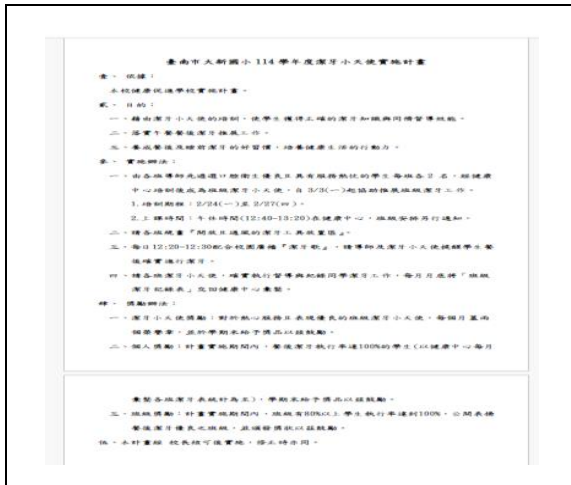 臺南市大新國小 114 學年度潔牙小天使實施計畫
壹、 依據：
本校健康促進學校實施計畫。
貳、 目的：
一、藉由潔牙小天使的培訓，使學生獲得正確的潔牙知識與同儕督導技能。
二、落實午餐餐後潔牙推展工作。
三、養成餐後及睡前潔牙的好習慣，培養健康生活的行動力。
參、 實施辦法：
一、由各班導師先遴選口腔衛生優良且具有服務熱忱的學生每班各 2 名，經健康
中心培訓後成為班級潔牙小天使，自 3/3(一)起協助推展班級潔牙工作。
1.培訓期程：2/24(一)至 2/27(四)。
2.上課時間：午休時間(12:40-13:20)在健康中心，班級安排另行通知。
二、請各班規畫『開放且通風的潔牙工具放置區』。
三、每日 12:20-12:30配合校園廣播『潔牙歌』，請導師及潔牙小天使提醒學生餐
後確實進行潔牙。
四、請各班潔牙小天使，確實執行督導與紀錄同學潔牙工作，每月月底將「班級
潔牙紀錄表」交回健康中心彙整。
肆、 獎勵辦法：
一、潔牙小天使獎勵：對於熱心服務且表現優良的班級潔牙小天使，每個月蓋兩
個榮譽章，並於學期末給予獎品以茲鼓勵。
二、個人獎勵：計畫實施期間內，餐後潔牙執行率達100%的學生(以健康中心每月
彙整各班潔牙表統計為主)，學期末給予獎品以茲鼓勵。
三、班級獎勵：計畫實施期間內，班級有80%以上學生執行率達到100%，公開表揚
餐後潔牙優良之班級，並頒發獎狀以茲鼓勵。
伍、本計畫經 校長核可後實施，修正時亦同。